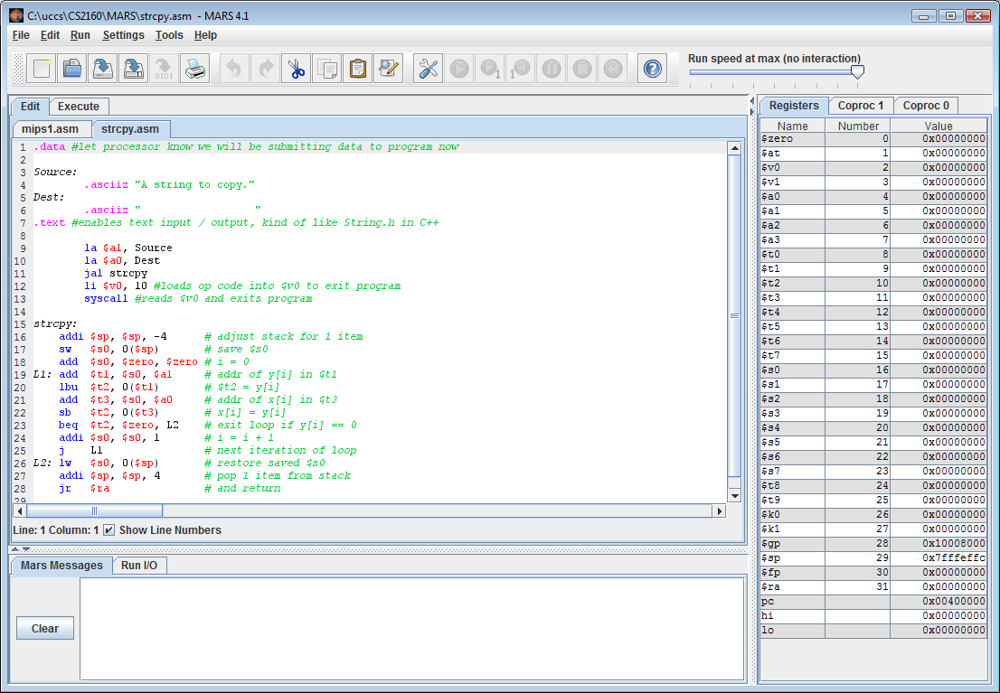 C:\uccs\CS2160\MARS\strcpy.asm - MARS 4.1
File Edit Run Settings Tools Help
Run speed at max (no interaction)
Edit Execute
mips1.asm strcpy.asm
1 .data #let processor know we will be submitting data to program now
2
3 Source:
4 .asciiz "A string to copy."
5 Dest:
6 .asciiz "                  "
7 .text #enables text input / output, kind of like String.h in C++
8
9 la $a1, Source
10 la $a0, Dest
11 jal strcpy
12 li $v0, 10 #loads op code into $v0 to exit program
13 syscall #reads $v0 and exits program
14
15 strcpy:
16 addi $sp, $sp, -4 # adjust stack for 1 item
17 sw $s0, 0($sp) # save $s0
18 add $s0, $zero, $zero # i = 0
19 L1: add $t1, $s0, $a1 # addr of y[i] in $t1
20 lbu $t2, 0($t1) # $t2 = y[i]
21 add $t3, $s0, $a0 # addr of x[i] in $t3
22 sb $t2, 0($t3) # x[i] = y[i]
23 beq $t2, $zero, L2 # exit loop if y[i] == 0
24 addi $s0, $s0, 1 # i = i + 1
25 j L1 # next iteration of loop
26 L2: lw $s0, 0($sp) # restore saved $s0
27 addi $sp, $sp, 4 # pop 1 item from stack
28 jr $ra # and return
29
Line: 1 Column: 1 Show Line Numbers
Mars Messages Run I/O
Clear
Registers Coproc 1 Coproc 0
Name Number Value
$zero 0 0x00000000
$at 1 0x00000000
$v0 2 0x00000000
$v1 3 0x00000000
$a0 4 0x00000000
$a1 5 0x00000000
$a2 6 0x00000000
$a3 7 0x00000000
$t0 8 0x00000000
$t1 9 0x00000000
$t2 10 0x00000000
$t3 11 0x00000000
$t4 12 0x00000000
$t5 13 0x00000000
$t6 14 0x00000000
$t7 15 0x00000000
$s0 16 0x00000000
$s1 17 0x00000000
$s2 18 0x00000000
$s3 19 0x00000000
$s4 20 0x00000000
$s5 21 0x00000000
$s6 22 0x00000000
$s7 23 0x00000000
$t8 24 0x00000000
$t9 25 0x00000000
$k0 26 0x00000000
$k1 27 0x00000000
$gp 28 0x10008000
$sp 29 0x7fffeffc
$fp 30 0x00000000
$ra 31 0x00000000
pc 0x00400000
hi 0x00000000
lo 0x00000000